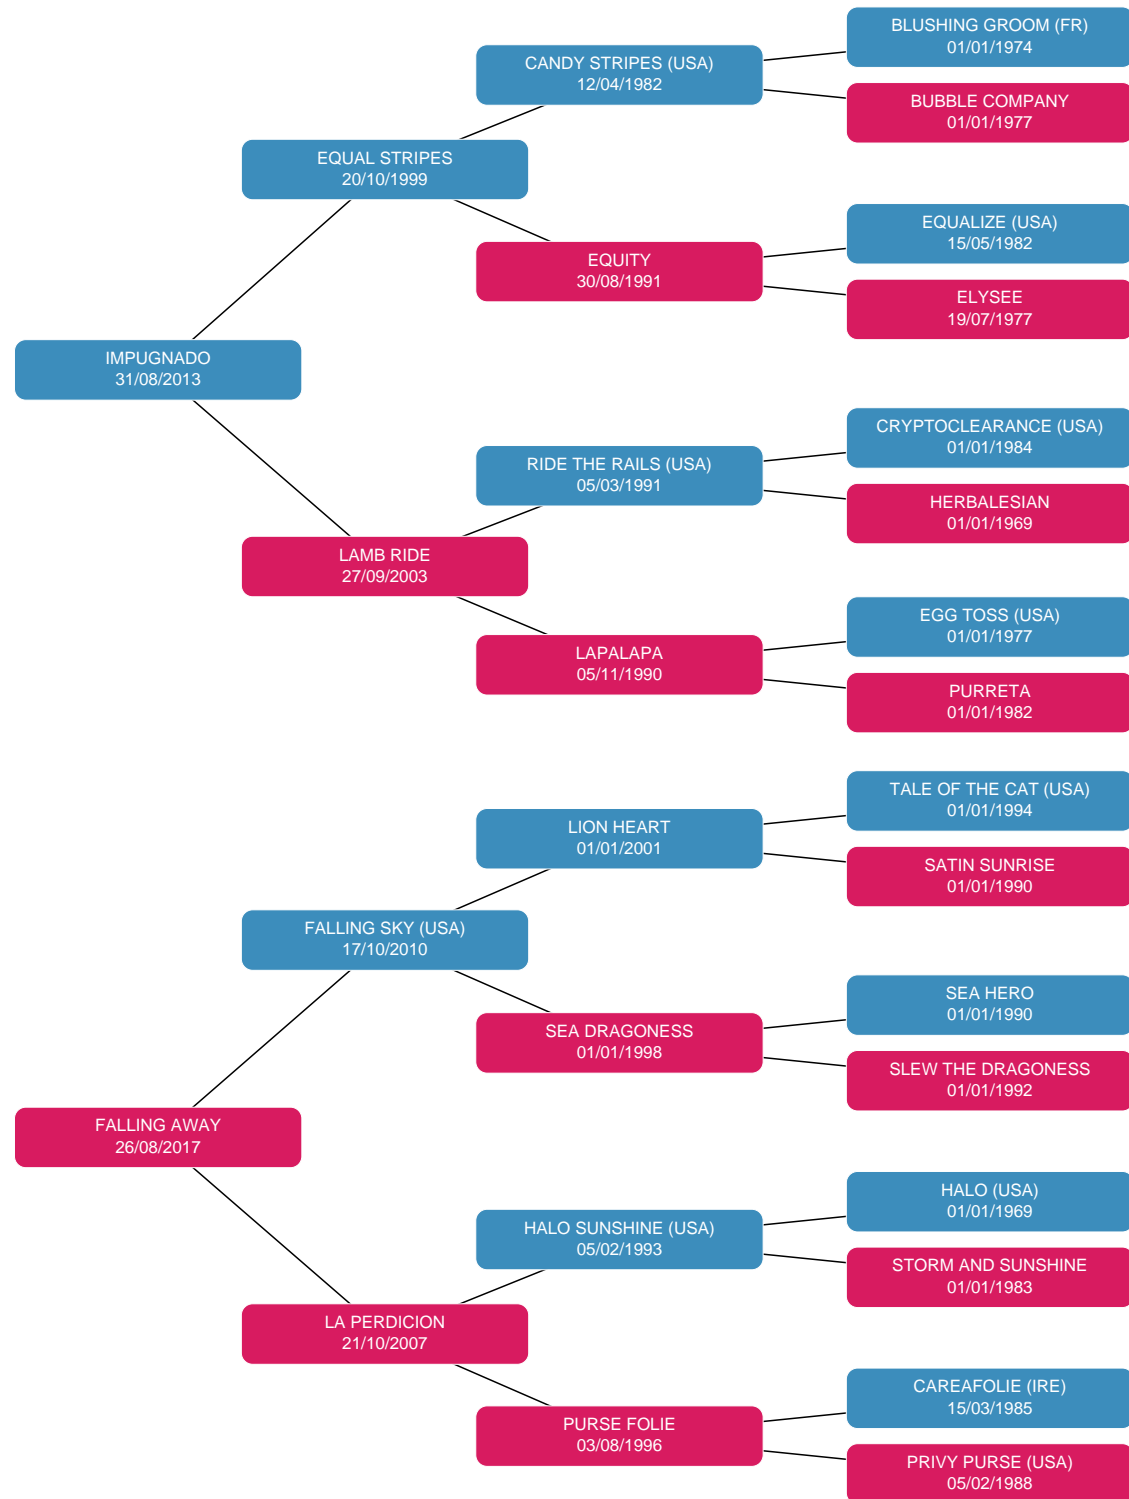 BLUSHING GROOM (FR)
01/01/1974
CANDY STRIPES (USA)
12/04/1982
BUBBLE COMPANY
01/01/1977
EQUAL STRIPES
20/10/1999
EQUALIZE (USA)
15/05/1982
EQUITY
30/08/1991
ELYSEE
19/07/1977
IMPUGNADO
31/08/2013
CRYPTOCLEARANCE (USA)
01/01/1984
RIDE THE RAILS (USA)
05/03/1991
HERBALESIAN
01/01/1969
LAMB RIDE
27/09/2003
EGG TOSS (USA)
01/01/1977
LAPALAPA
05/11/1990
PURRETA
01/01/1982
TALE OF THE CAT (USA)
01/01/1994
LION HEART
01/01/2001
SATIN SUNRISE
01/01/1990
FALLING SKY (USA)
17/10/2010
SEA HERO
01/01/1990
SEA DRAGONESS
01/01/1998
SLEW THE DRAGONESS
01/01/1992
FALLING AWAY
26/08/2017
HALO (USA)
01/01/1969
HALO SUNSHINE (USA)
05/02/1993
STORM AND SUNSHINE
01/01/1983
LA PERDICION
21/10/2007
CAREAFOLIE (IRE)
15/03/1985
PURSE FOLIE
03/08/1996
PRIVY PURSE (USA)
05/02/1988